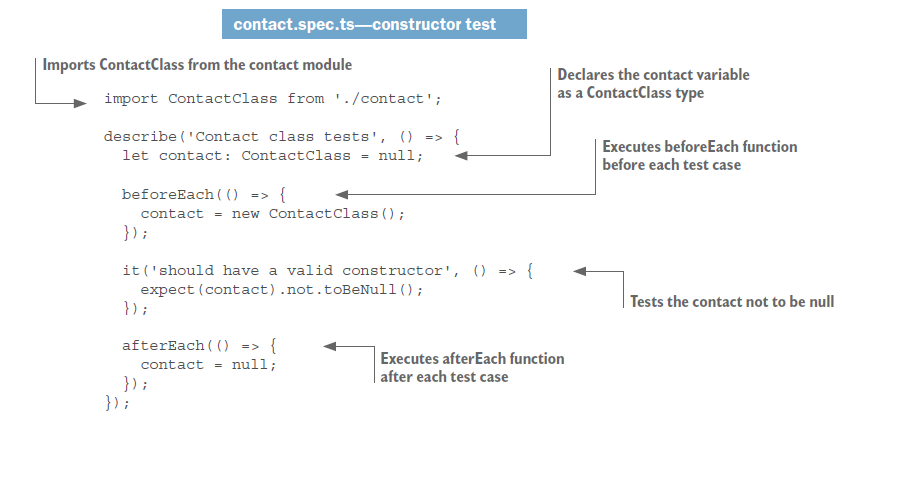 contact.spec.ts—constructor test
Imports ContactClass from the contact module
import ContactClass from './contact';
Declares the contact variable
as a ContactClass type
describe('Contact class tests', () => {
let contact: ContactClass = null;
Executes beforeEach function
before each test case
beforeEach(() => {
contact = new ContactClass();
});
it('should have a valid constructor', () => {
expect(contact).not.toBeNull();
});
Tests the contact not to be null
afterEach(() => {
contact = null;
});
});
Executes afterEach function
after each test case